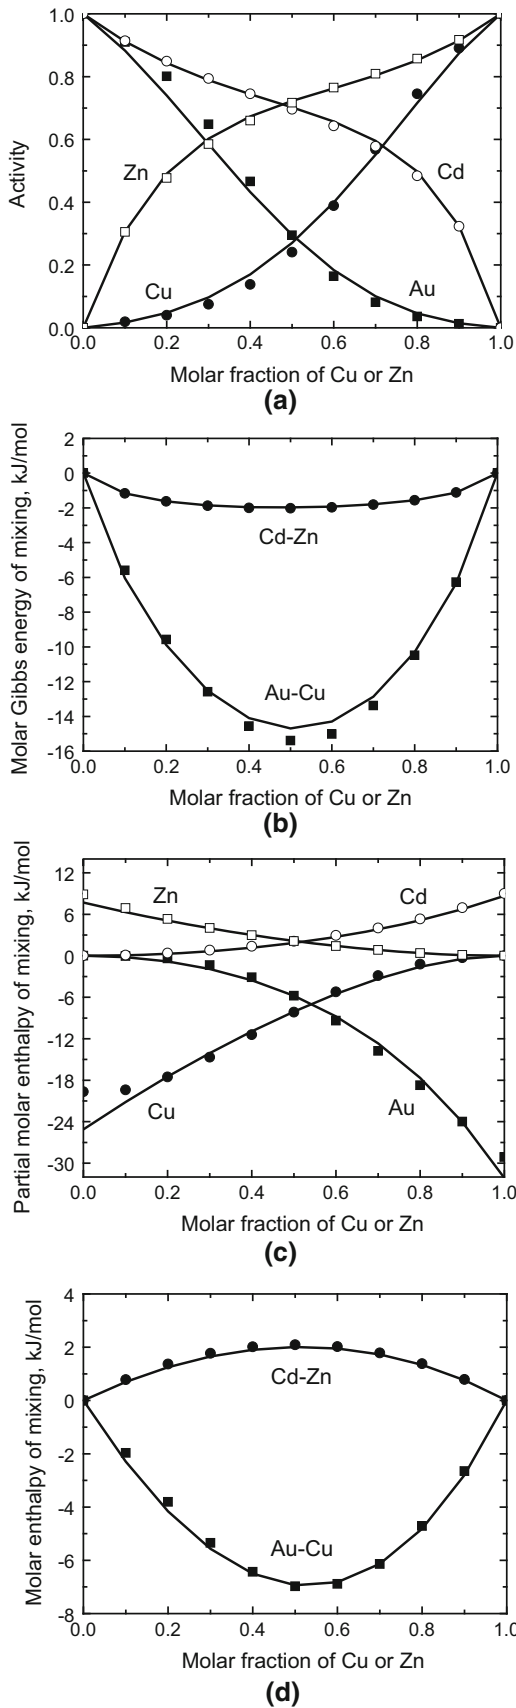 1.0
0.8
0.6
0.4
0.2
0.0
Activity
Zn
Cd
Cu
Au
0.0 0.2 0.4 0.6 0.8 1.0
Molar fraction of Cu or Zn
(a)
2
0
-2
-4
-6
-8
-10
-12
-14
-16
Molar Gibbs energy of mixing, kJ/mol
Cd-Zn
Au-Cu
0.0 0.2 0.4 0.6 0.8 1.0
Molar fraction of Cu or Zn
(b)
12
6
0
-6
-12
-18
-24
-30
Partial molar enthalpy of mixing, kJ/mol
Zn
Cd
Cu
Au
0.0 0.2 0.4 0.6 0.8 1.0
Molar fraction of Cu or Zn
(c)
4
2
0
-2
-4
-6
-8
Molar enthalpy of mixing, kJ/mol
Cd-Zn
Au-Cu
0.0 0.2 0.4 0.6 0.8 1.0
Molar fraction of Cu or Zn
(d)